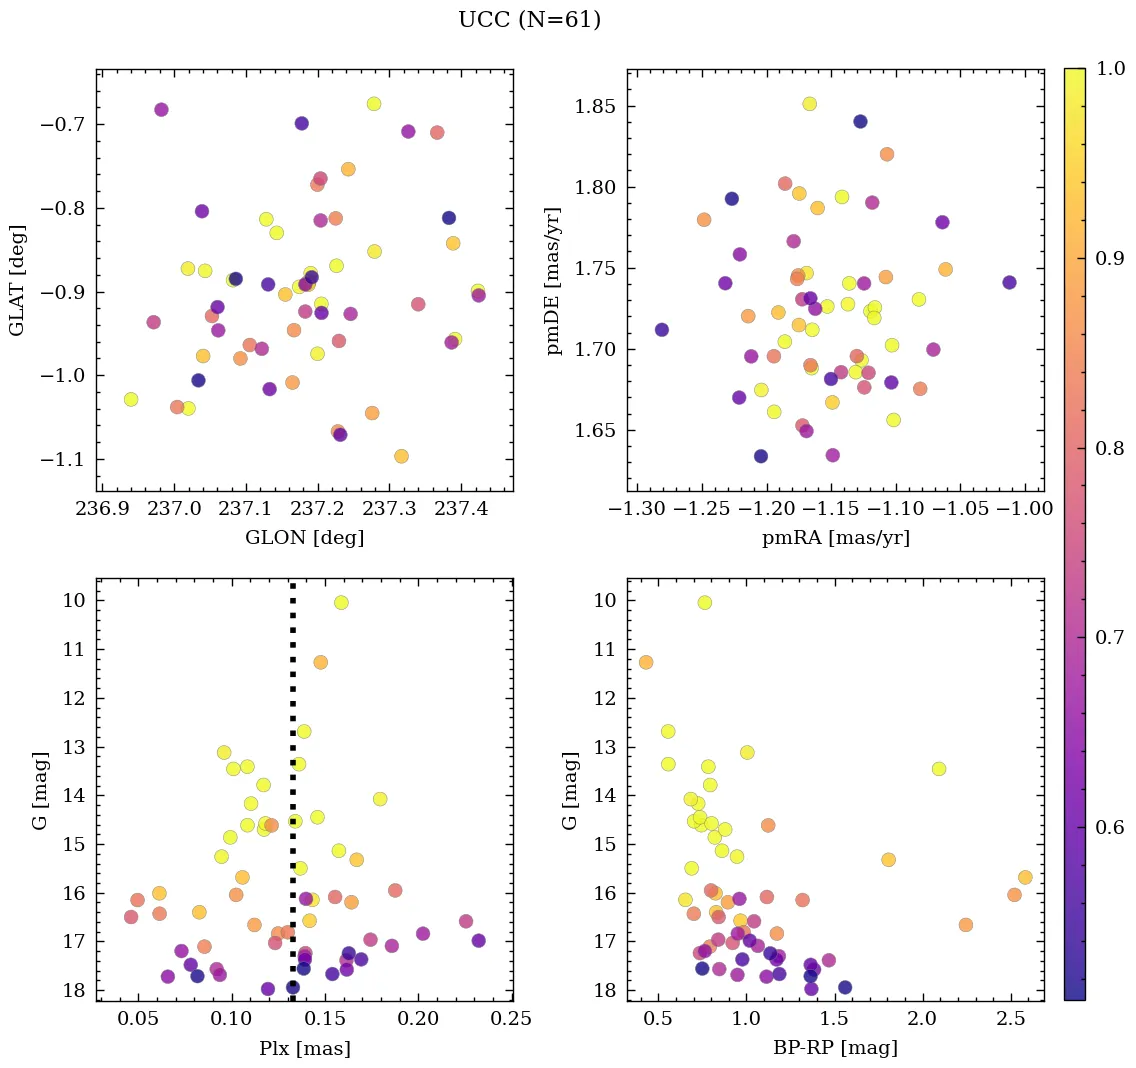 UCC (N=61)
−0.7
−0.8
−0.9
−1.0
−1.1
GLAT [deg]
236.9 237.0 237.1 237.2 237.3 237.4
GLON [deg]
1.85
1.80
1.75
1.70
1.65
pmDE [mas/yr]
−1.30 −1.25 −1.20 −1.15 −1.10 −1.05 −1.00
pmRA [mas/yr]
10
11
12
13
14
15
16
17
18
G [mag]
0.05 0.10 0.15 0.20 0.25
Plx [mas]
10
11
12
13
14
15
16
17
18
G [mag]
0.5 1.0 1.5 2.0 2.5
BP-RP [mag]
1.0
0.9
0.8
0.7
0.6